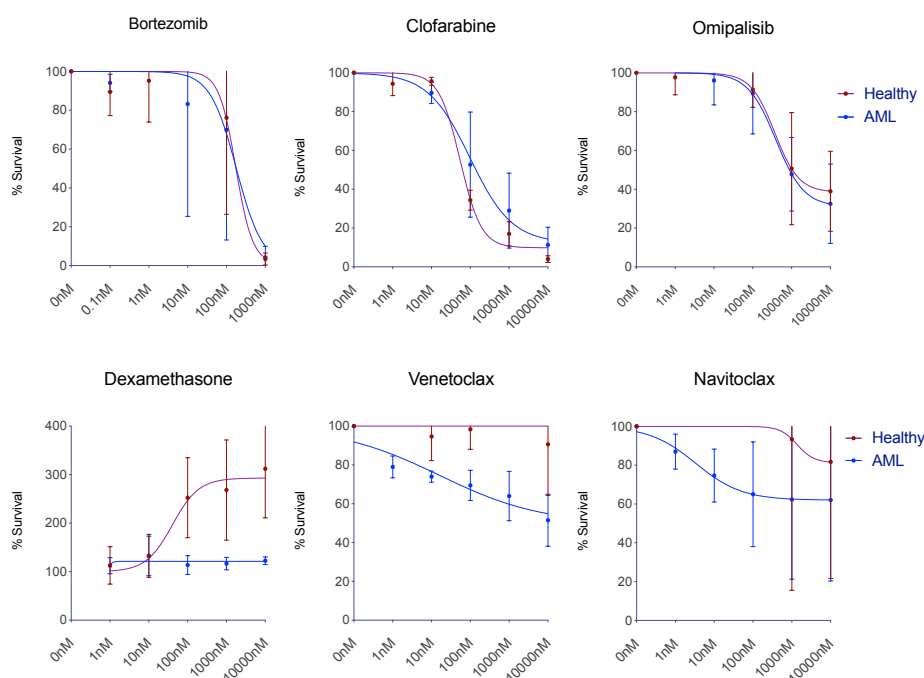 Bortezomib
Clofarabine
Omipalisib
% Survival
100
80
60
40
20
0
0nM
0.1nM
1nM
10nM
100nM
1000nM
% Survival
100
80
60
40
20
0
0nM
1nM
10nM
100nM
1000nM
10000nM
% Survival
100
80
60
40
20
0
0nM
1nM
10nM
100nM
1000nM
10000nM
Healthy
AML
Dexamethasone
Venetoclax
Navitoclax
% Survival
400
300
200
100
0
0nM
1nM
10nM
100nM
1000nM
10000nM
% Survival
100
80
60
40
20
0
0nM
1nM
10nM
100nM
1000nM
10000nM
% Survival
100
80
60
40
20
0
0nM
1nM
10nM
100nM
1000nM
10000nM
Healthy
AML